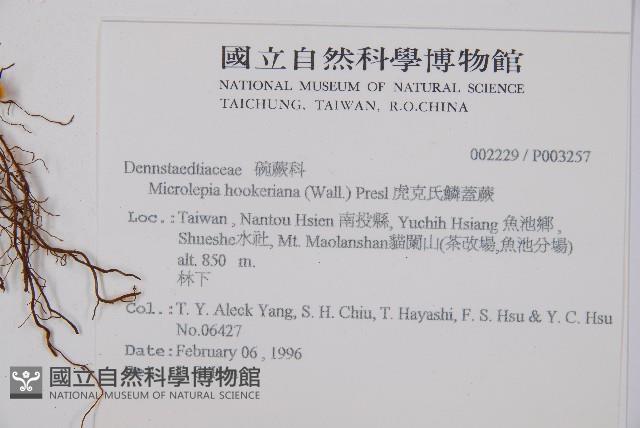 國立自然科學博物館
NATIONAL MUSEUM OF NATURAL SCIENCE
TAICHUNG, TAIWAN, R.O.CHINA
002229 / P003257
Dennstaedtiaceae 碗蕨科
Microlepia hookeriana (Wall.) Presl 虎克氏鱗蓋蕨
Loc.:Taiwan , Nantou Hsien 南投縣, Yuchih Hsiang 魚池鄉 ,
Shueshe水社, Mt. Maolanshan貓闌山(茶改場,魚池分場)
alt. 850 m.
林下
Col.:T. Y. Aleck Yang, S. H. Chiu, T. Hayashi, F. S. Hsu & Y. C. Hsu
No.06427
Date:February 06 , 1996
國立自然科學博物館
NATIONAL MUSEUM OF NATURAL SCIENCE